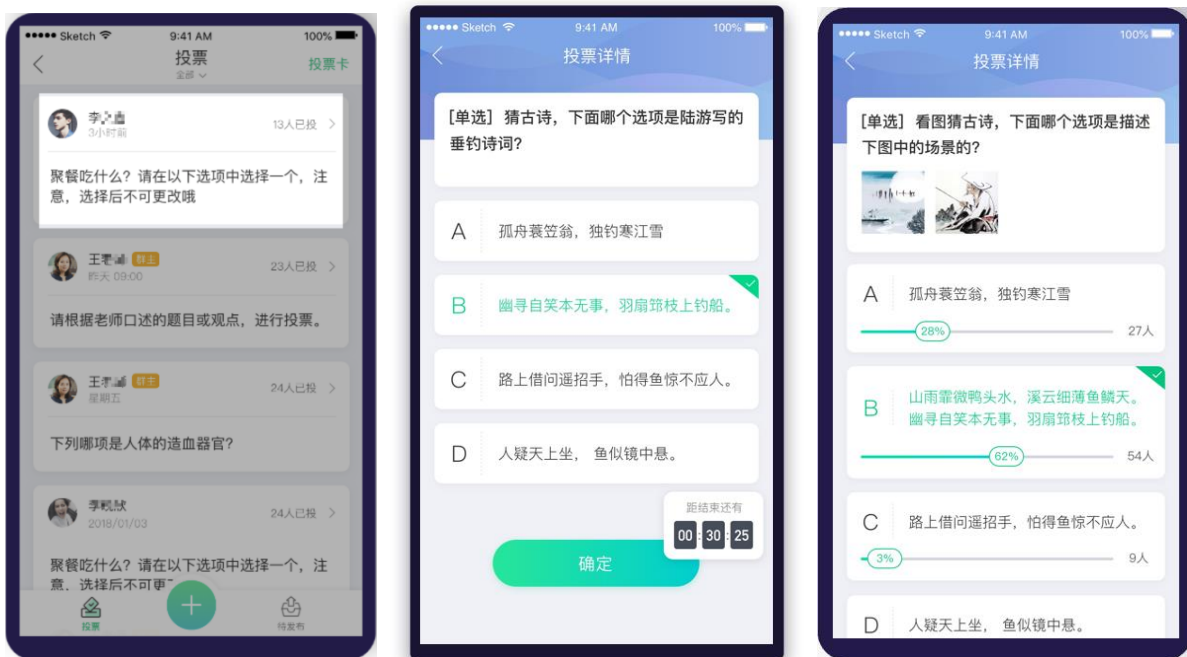 Sketch
9:41 AM
100%
投票
全部
投票卡
3小时前
13人已投
聚餐吃什么？请在以下选项中选择一个，注
意，选择后不可更改哦
群主
昨天 09:00
23人已投
请根据老师口述的题目或观点，进行投票。
群主
星期五
24人已投
下列哪项是人体的造血器官？
2018/01/03
24人已投
聚餐吃什么？请在以下选项中选择一个，注
意，选择后不可更
投票
待发布
Sketch
9:41 AM
100%
投票详情
[单选] 猜古诗，下面哪个选项是陆游写的
垂钓诗词？
A 孤舟蓑笠翁，独钓寒江雪
B 幽寻自笑本无事，羽扇筇枝上钓船。
C 路上借问遥招手，怕得鱼惊不应人。
D 人疑天上坐， 鱼似镜中悬。
距结束还有
00:30:25
确定
Sketch
9:41 AM
100%
投票详情
[单选] 看图猜古诗，下面哪个选项是描述
下图中的场景的？
A 孤舟蓑笠翁，独钓寒江雪
28% 27人
B 山雨霏微鸭头水，溪云细薄鱼鳞天。
幽寻自笑本无事，羽扇筇枝上钓船。
62% 54人
C 路上借问遥招手，怕得鱼惊不应人。
3% 9人
D 人疑天上坐， 鱼似镜中悬。